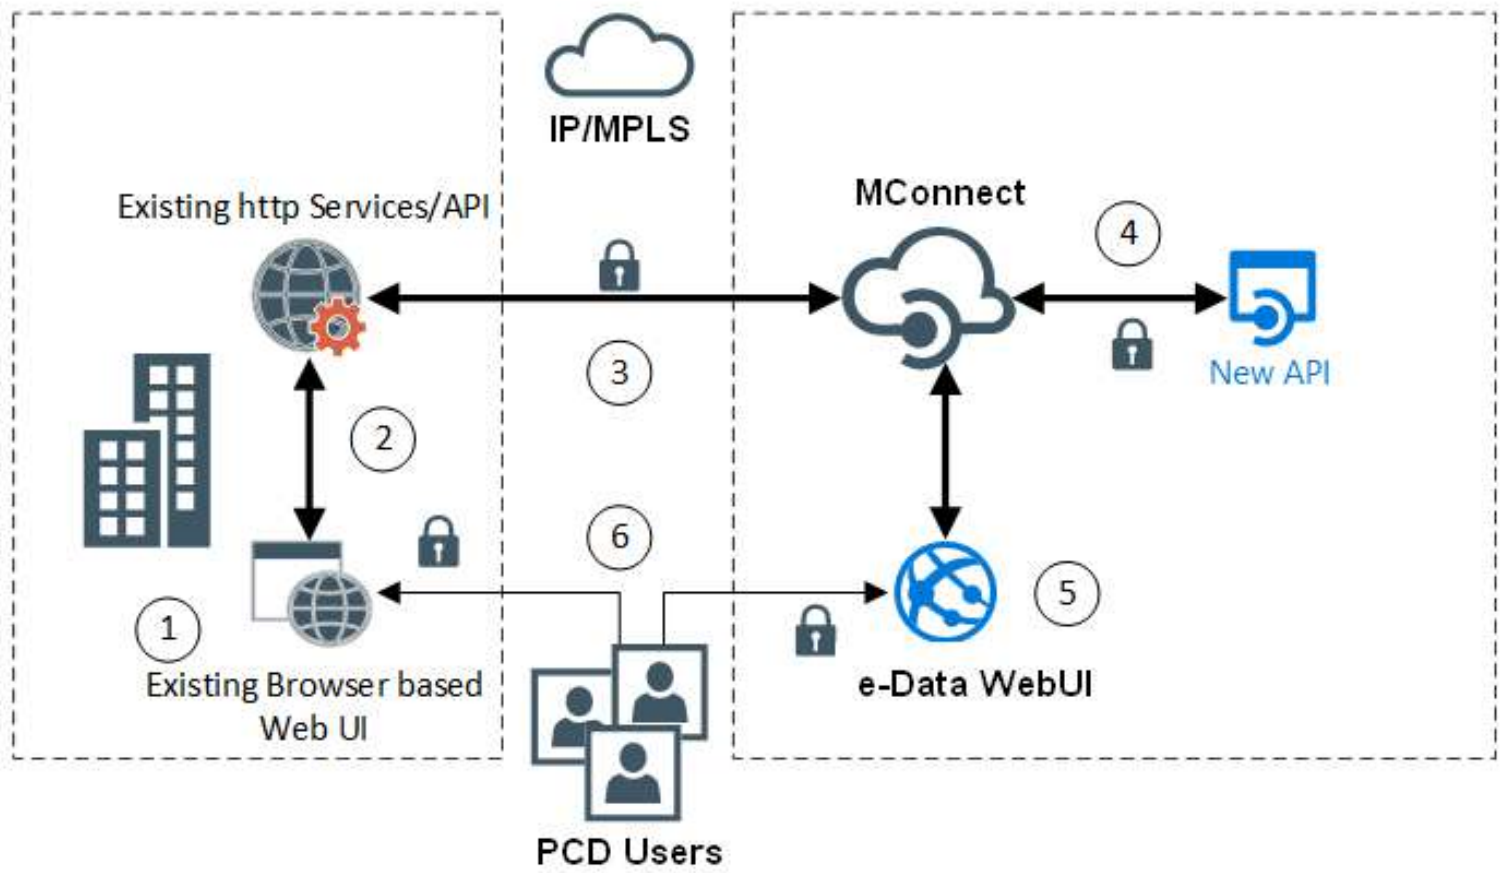 IP/MPLS
Existing http Services/API
MConnect
4
3
New API
2
6
5
1
Existing Browser based
Web UI
e-Data WebUI
PCD Users